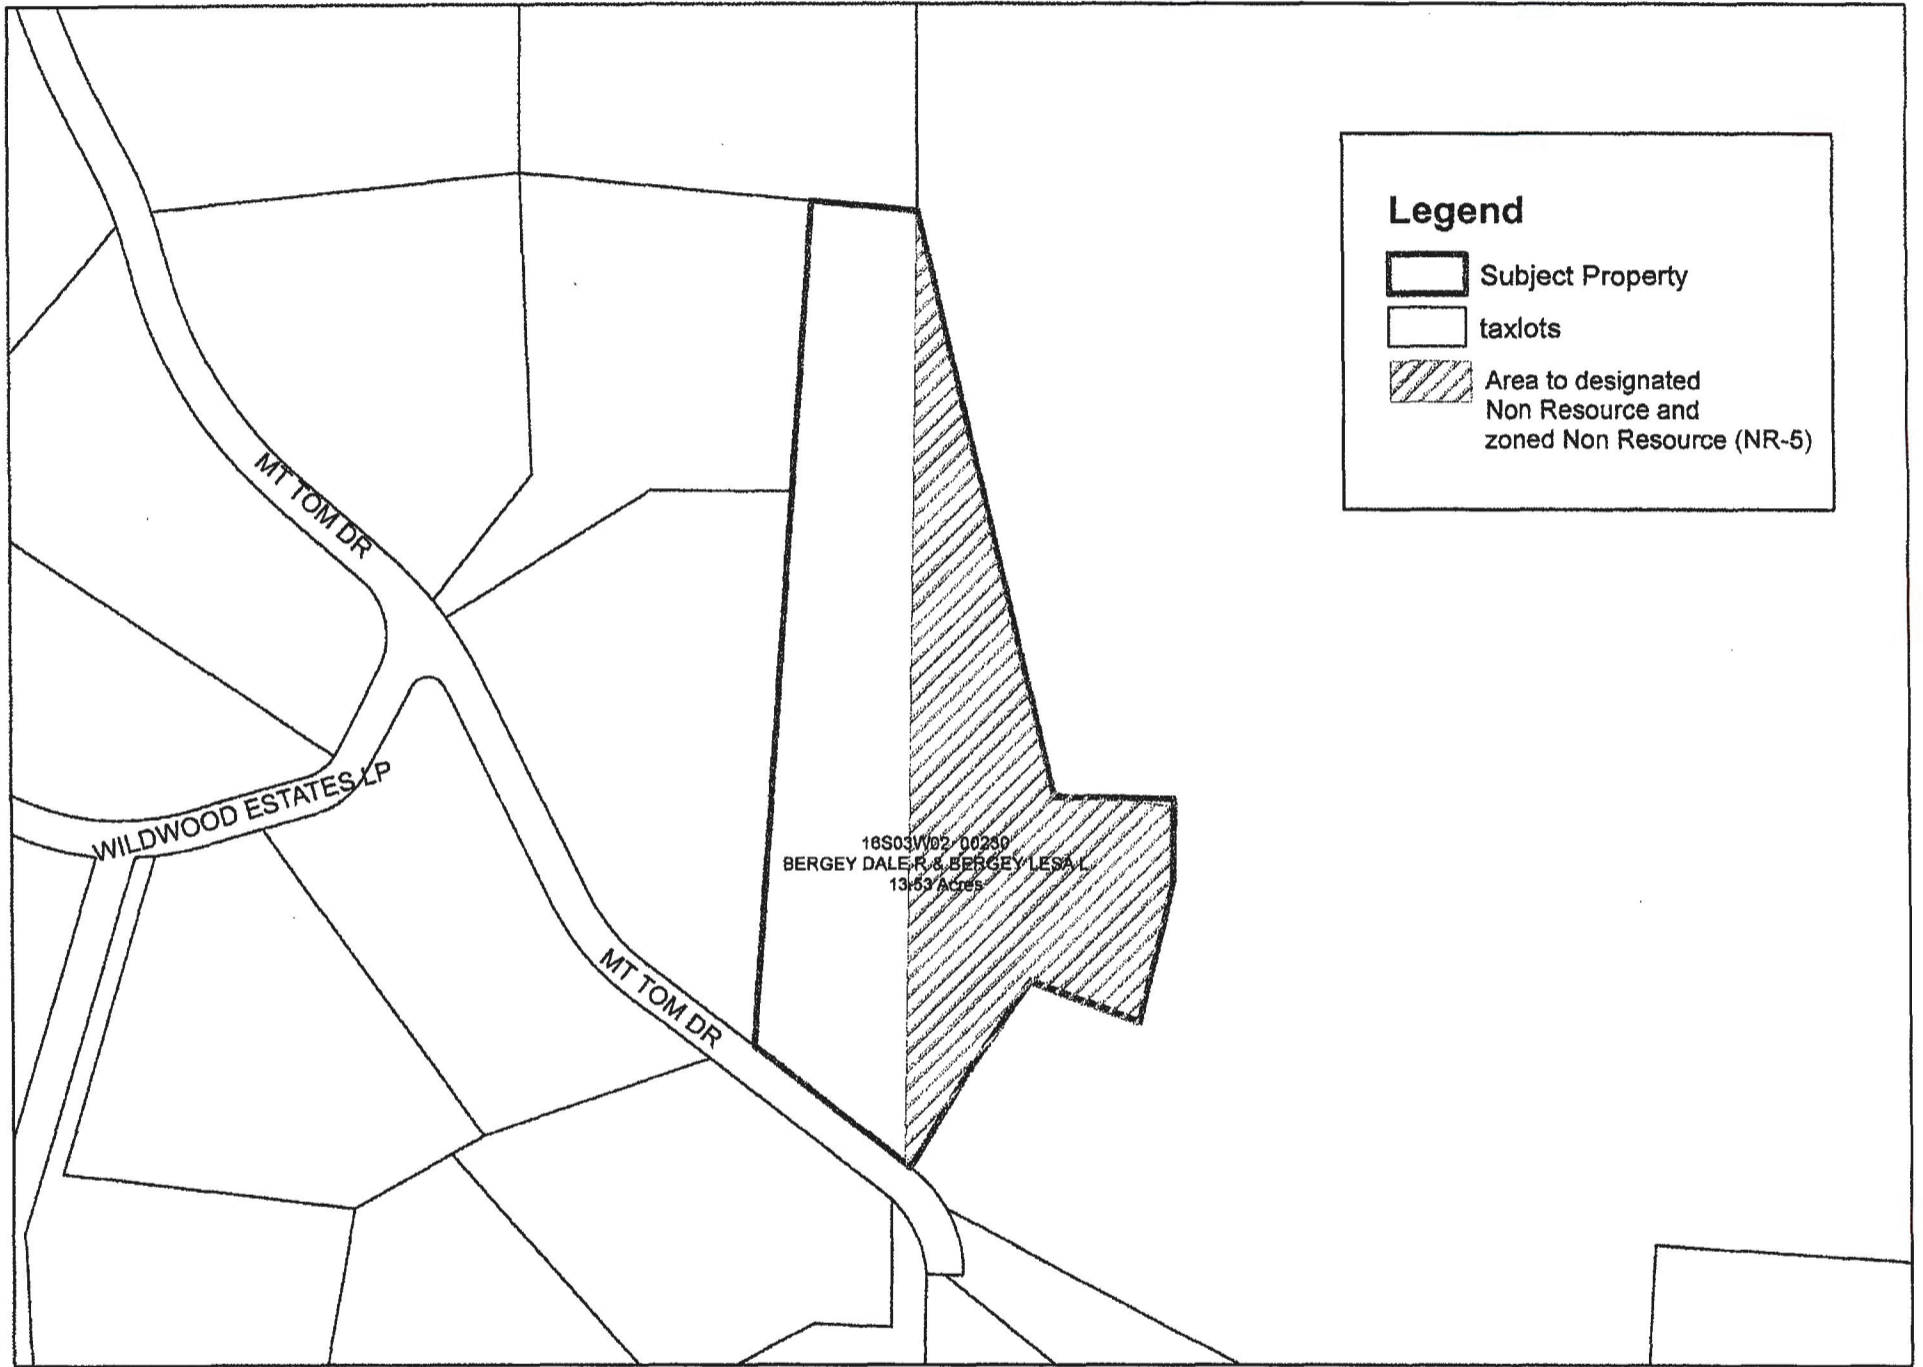 Legend
Subject Property
taxlots
Area to designated
Non Resource and
zoned Non Resource (NR-5)
MT TOM DR
WILDWOOD ESTATES LP
16S03W02 00230
BERGEY DALE R & BERGEY LESA L
13.53 Acres
MT TOM DR